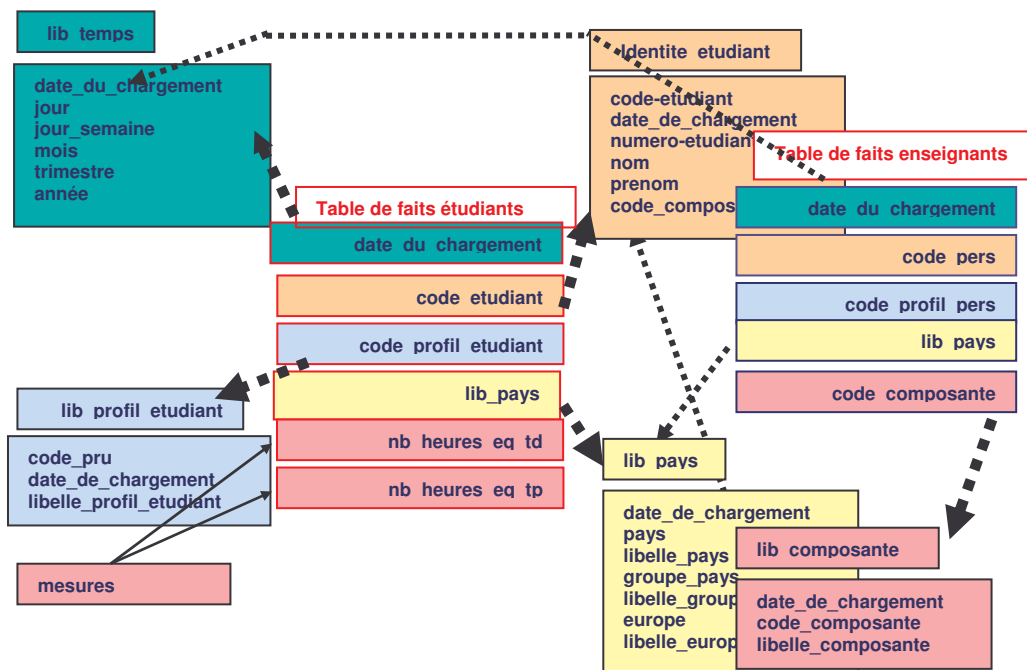 lib temps
date_du_chargement
jour
jour_semaine
mois
trimestre
année
Identite etudiant
code-etudiant
date_de_chargement
numero-etudian
nom
prenom
code_compos
Table de faits enseignants
date du chargement
code pers
code profil pers
lib pays
code composante
Table de faits étudiants
date du chargement
code etudiant
code profil etudiant
lib_pays
nb heures eq td
nb heures eq tp
lib profil etudiant
code_pru
date_de_chargement
libelle_profil_etudiant
mesures
lib pays
date_de_chargement
pays
libelle_pays
groupe_pays
libelle_group
europe
libelle_europ
lib composante
date_de_chargement
code_composante
libelle_composante